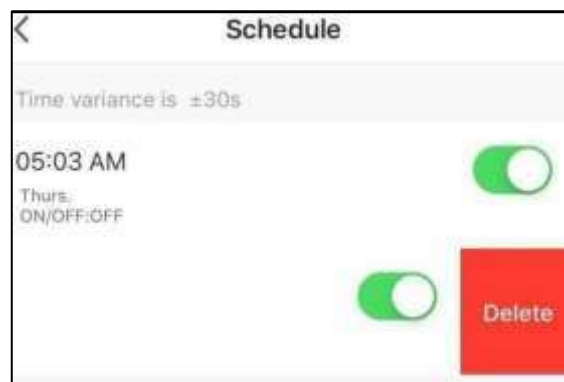 Schedule
Time variance is ±30s
05:03 AM
Thurs.
ON/OFF:OFF
Delete